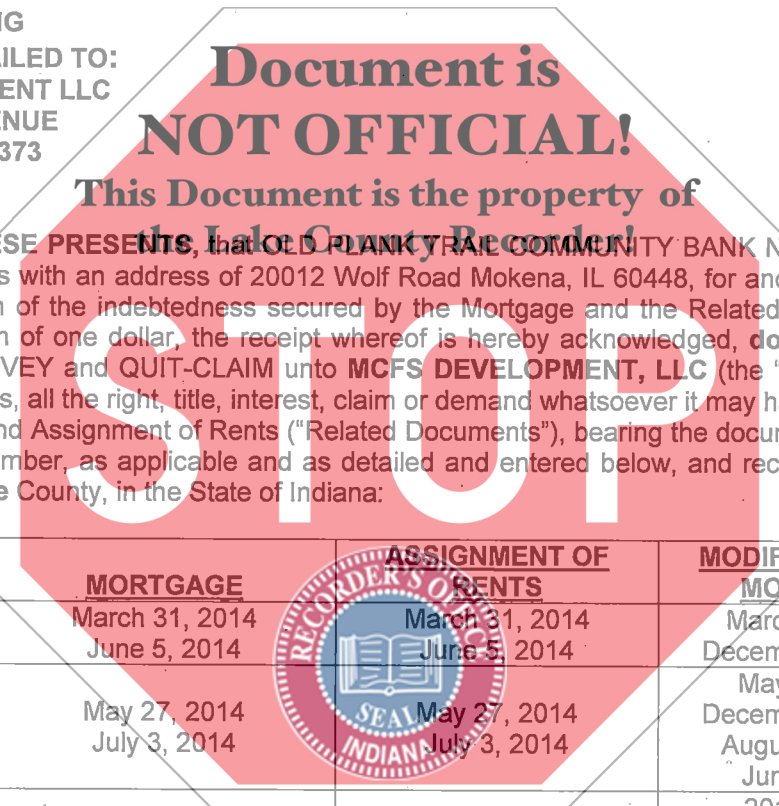 NG
AILED TO:
ENT LLC
ENUE
373
Document is
NOT OFFICIAL!
This Document is the property of
the Lake County Recorder!
ESE PRESENTS, that OLD PLANK TRAIL COMMUNITY BANK N
s with an address of 20012 Wolf Road Mokena, IL 60448, for and
n of the indebtedness secured by the Mortgage and the Related
n of one dollar, the receipt whereof is hereby acknowledged, do
VEY and QUIT-CLAIM unto MCFS DEVELOPMENT, LLC (the "
s, all the right, title, interest, claim or demand whatsoever it may h
nd Assignment of Rents ("Related Documents"), bearing the docum
mber, as applicable and as detailed and entered below, and rec
e County, in the State of Indiana:
STOP
MORTGAGE
ASSIGNMENT OF
RENTS
MODIF
MO
March 31, 2014
March 31, 2014
Marc
June 5, 2014
June 5, 2014
Decem
May
May 27, 2014
May 27, 2014
Decem
July 3, 2014
July 3, 2014
Augu
Jun
RECORDER'S OFFICE
SEAL
INDIANA